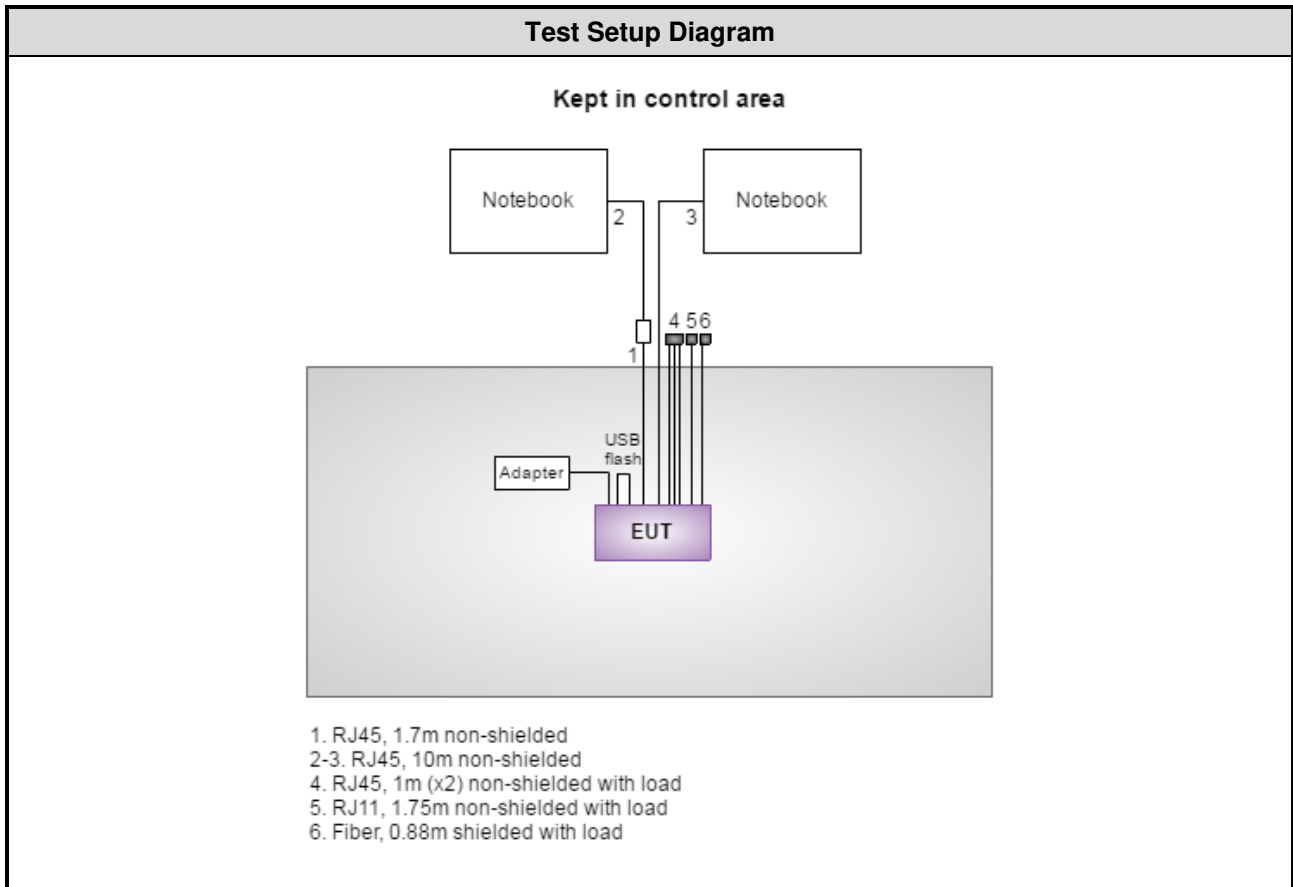 Test Setup Diagram
Kept in control area
Notebook
Notebook
2
3
4 5 6
1
USB
flash
Adapter
EUT
1. RJ45, 1.7m non-shielded
2-3. RJ45, 10m non-shielded
4. RJ45, 1m (x2) non-shielded with load
5. RJ11, 1.75m non-shielded with load
6. Fiber, 0.88m shielded with load